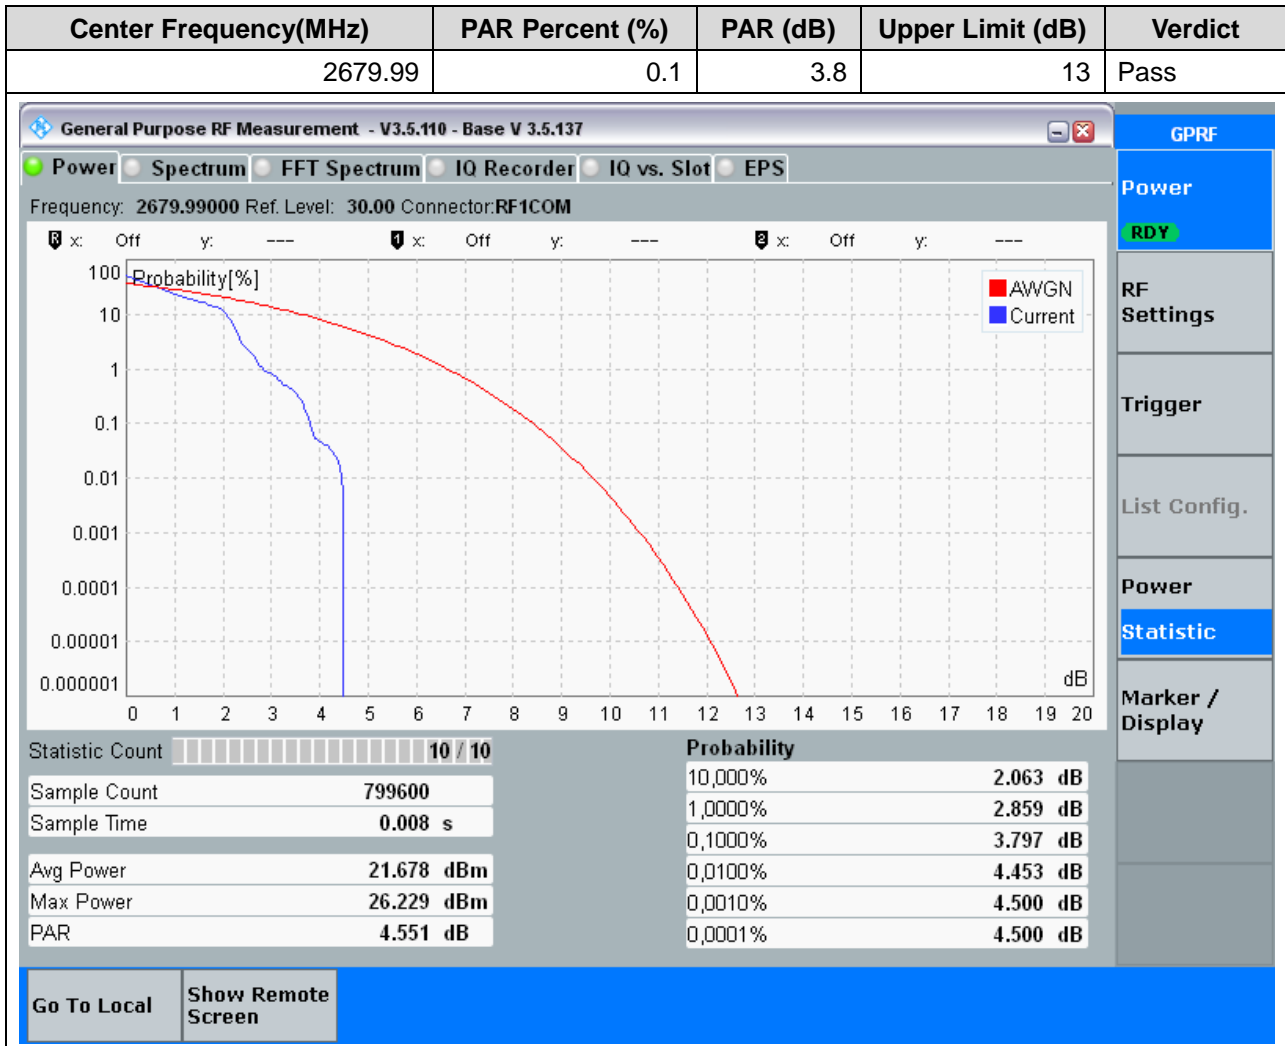 Center Frequency(MHz) PAR Percent (%) PAR (dB) Upper Limit (dB) Verdict
2679.99 0.1 3.8 13 Pass
General Purpose RF Measurement - V3.5.110 - Base V 3.5.137
GPRF
Power Spectrum FFT Spectrum IQ Recorder IQ vs. Slot EPS
Frequency: 2679.99000 Ref. Level: 30.00 Connector:RF1COM
R x: Off y: --- 1 x: Off y: --- 2 x: Off y: ---
Probability[%]
AWGN
Current
100
10
1
0.1
0.01
0.001
0.0001
0.00001
0.000001
dB
0 1 2 3 4 5 6 7 8 9 10 11 12 13 14 15 16 17 18 19 20
Statistic Count 10 / 10
Sample Count 799600
Sample Time 0.008 s
Avg Power 21.678 dBm
Max Power 26.229 dBm
PAR 4.551 dB
Probability
10,000% 2.063 dB
1,0000% 2.859 dB
0,1000% 3.797 dB
0,0100% 4.453 dB
0,0010% 4.500 dB
0,0001% 4.500 dB
Power
RDY
RF
Settings
Trigger
List Config.
Power
Statistic
Marker /
Display
Go To Local
Show Remote
Screen